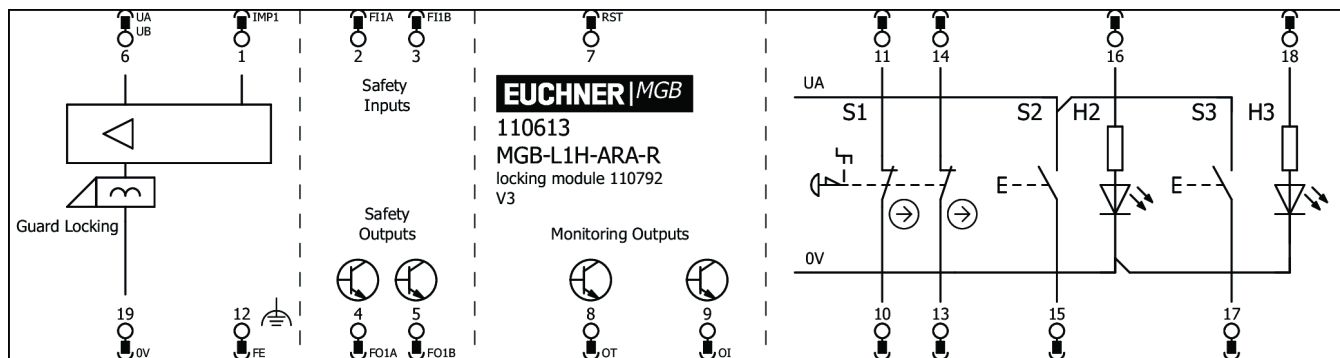 UA
UB
IMP1
FI1A
FI1B
RST
6
1
2
3
7
11
14
16
18
Safety
Inputs
EUCHNER|MGB
110613
MGB-L1H-ARA-R
locking module 110792
V3
UA
S1
S2
H2
S3
H3
E
E
Guard Locking
Safety
Outputs
Monitoring Outputs
0V
19
12
4
5
8
9
10
13
15
17
0V
FE
FO1A
FO1B
OT
OI